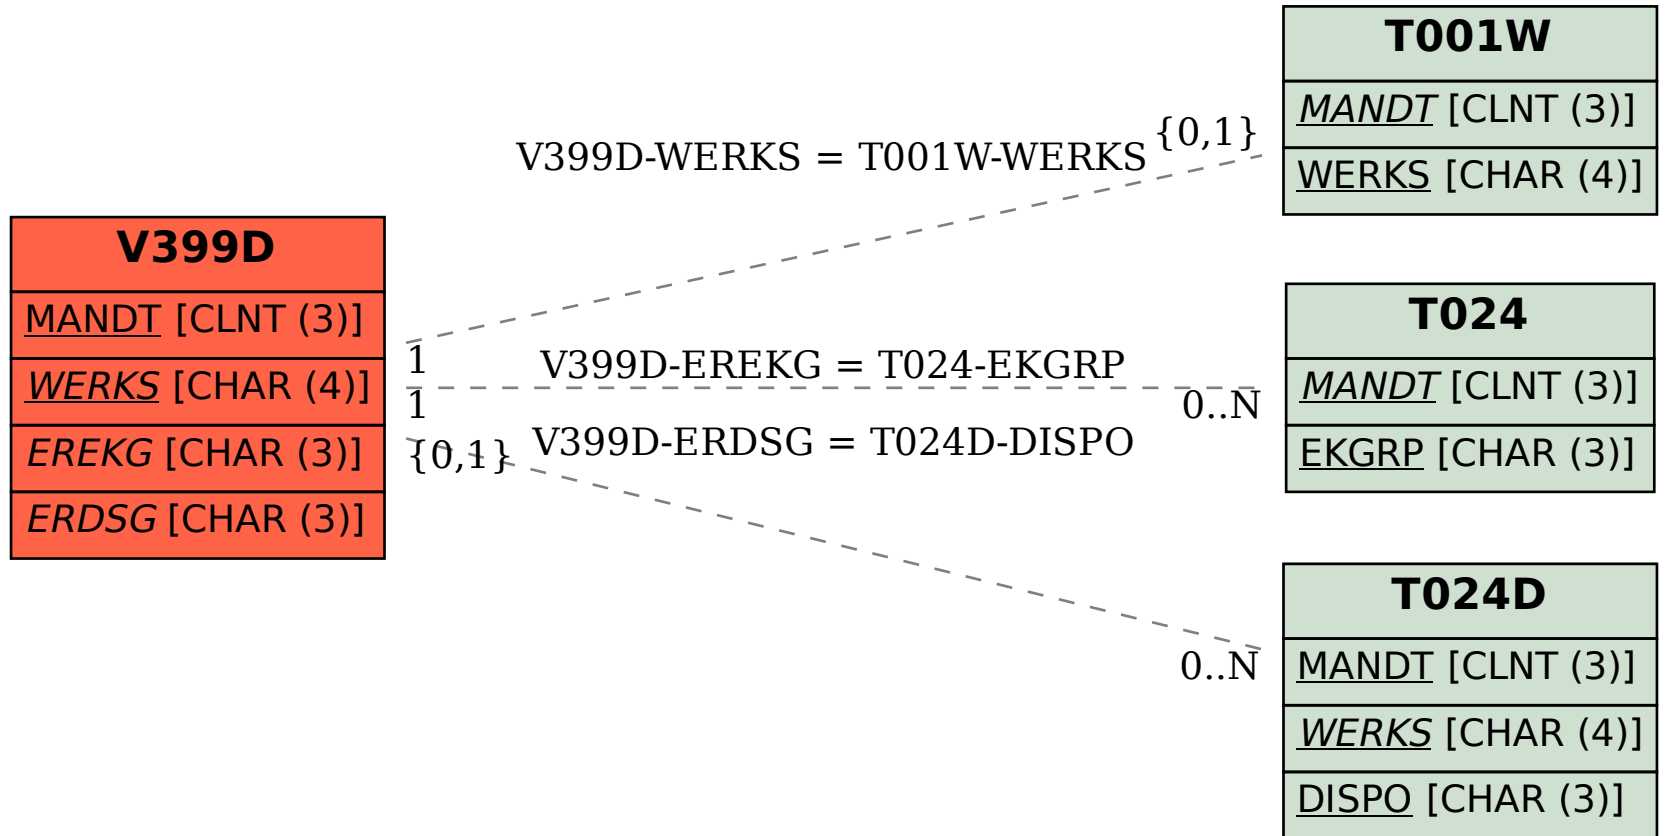 V399D
MANDT [CLNT (3)]
WERKS [CHAR (4)]
EREKG [CHAR (3)]
ERDSG [CHAR (3)]
V399D-WERKS = T001W-WERKS
{0,1}
1
V399D-EREKG = T024-EKGRP
1
0..N
V399D-ERDSG = T024D-DISPO
{0,1}
0..N
T001W
MANDT [CLNT (3)]
WERKS [CHAR (4)]
T024
MANDT [CLNT (3)]
EKGRP [CHAR (3)]
T024D
MANDT [CLNT (3)]
WERKS [CHAR (4)]
DISPO [CHAR (3)]